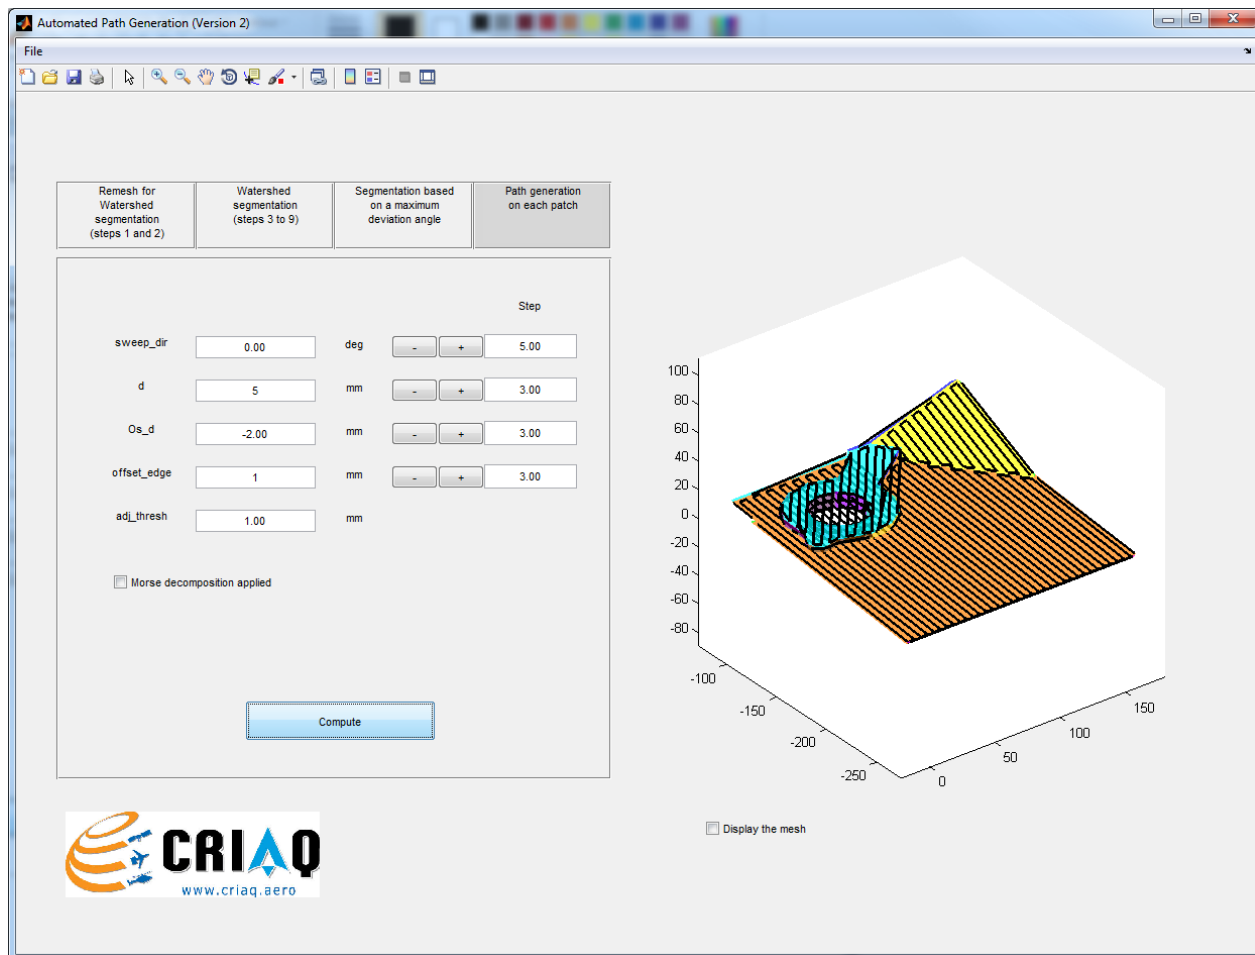 Automated Path Generation (Version 2)
File
Remesh for
Watershed
segmentation
(steps 1 and 2)
Watershed
segmentation
(steps 3 to 9)
Segmentation based
on a maximum
deviation angle
Path generation
on each patch
Step
sweep_dir 0.00 deg - + 5.00
d 5 mm - + 3.00
Os_d -2.00 mm - + 3.00
offset_edge 1 mm - + 3.00
adj_thresh 1.00 mm
Morse decomposition applied
Compute
100
80
60
40
20
0
-20
-40
-60
-80
-100
-150
-200
-250
0
50
100
150
Display the mesh
CRIAQ
www.criaq.aero